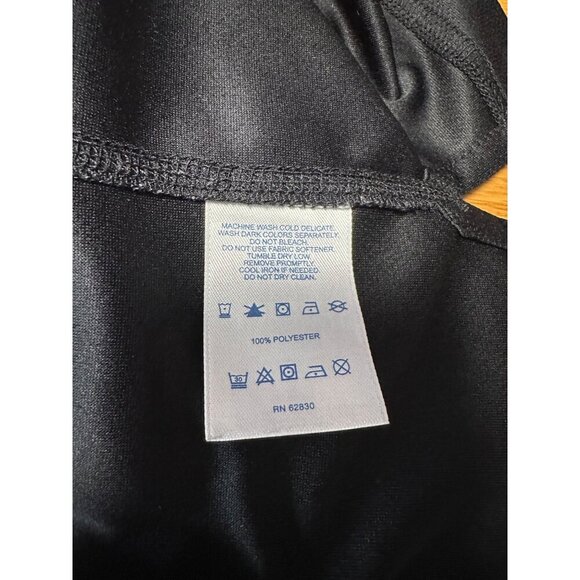 MACHINE WASH COLD DELICATE.
WASH DARK COLORS SEPARATELY.
DO NOT BLEACH.
DO NOT USE FABRIC SOFTENER.
TUMBLE DRY LOW.
REMOVE PROMPTLY.
COOL IRON IF NEEDED.
DO NOT DRY CLEAN.
100% POLYESTER
30
RN 62830